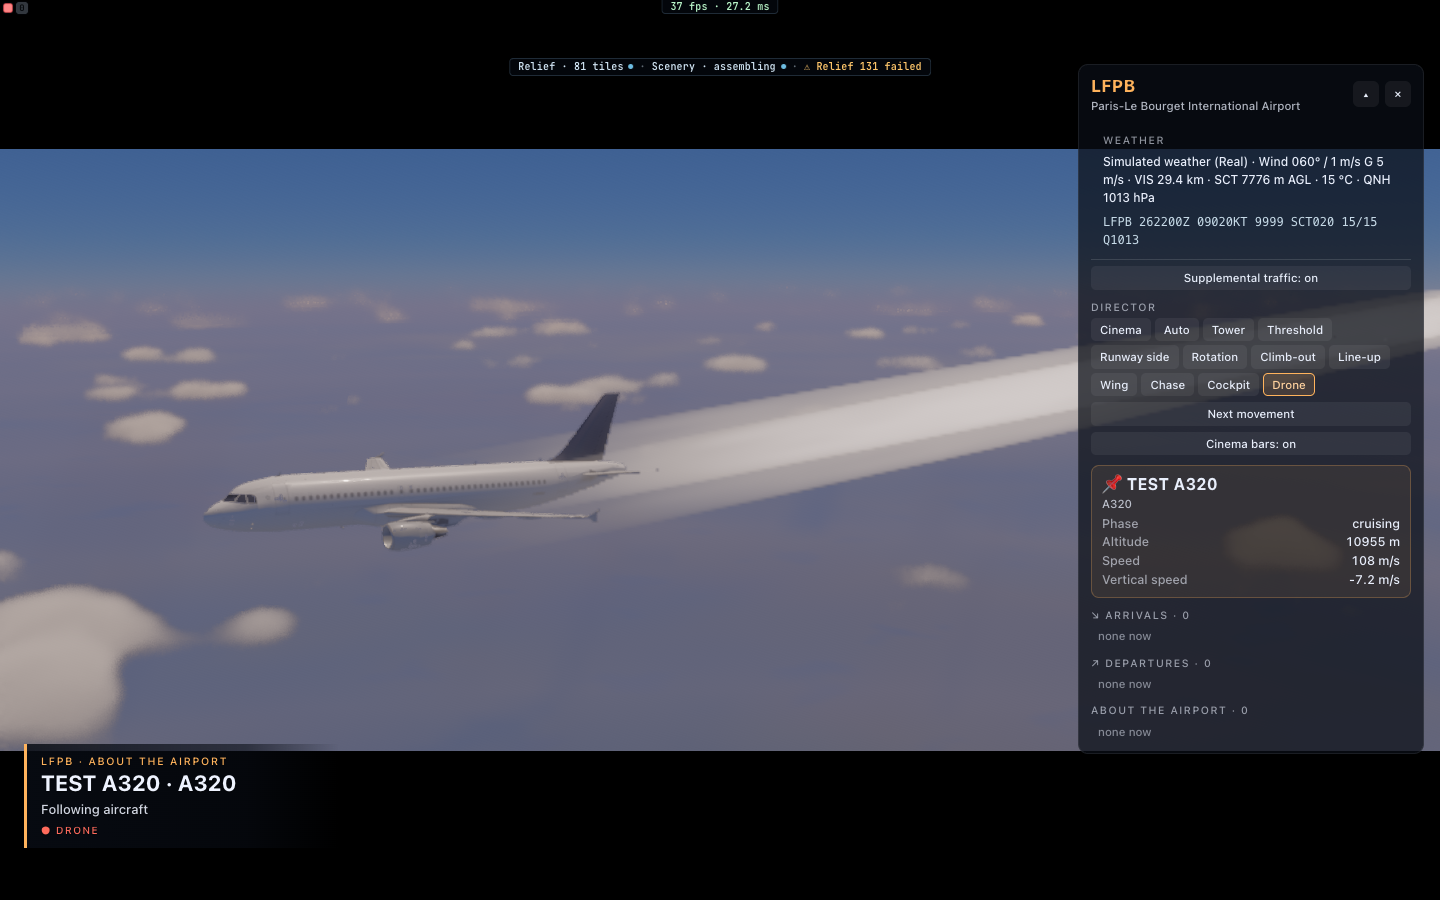 37 fps · 27.2 ms
Relief · 81 tiles · Scenery · assembling · ⚠ Relief 131 failed
LFPB
Paris-Le Bourget International Airport
WEATHER
Simulated weather (Real) · Wind 060° / 1 m/s G 5
m/s · VIS 29.4 km · SCT 7776 m AGL · 15 °C · QNH
1013 hPa
LFPB 262200Z 09020KT 9999 SCT020 15/15
Q1013
Supplemental traffic: on
DIRECTOR
Cinema Auto Tower Threshold
Runway side Rotation Climb-out Line-up
Wing Chase Cockpit Drone
Next movement
Cinema bars: on
📌 TEST A320
A320
Phase cruising
Altitude 10955 m
Speed 108 m/s
Vertical speed -7.2 m/s
↘ ARRIVALS · 0
none now
↗ DEPARTURES · 0
none now
ABOUT THE AIRPORT · 0
none now
LFPB · ABOUT THE AIRPORT
TEST A320 · A320
Following aircraft
DRONE